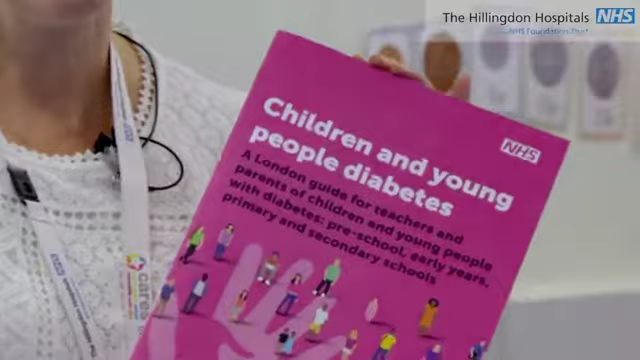 The Hillingdon Hospitals NHS
NHS Foundation Trust
NHS
Children and young
people diabetes
A London guide for teachers and
parents of children and young people
with diabetes: pre-school, early years,
primary and secondary schools
cares